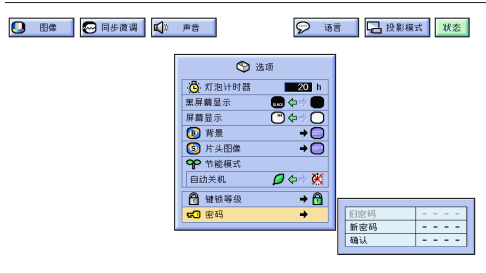 图像 同步微调 声音 语言 投影模式 状态
选项
灯泡计时器 20 h
黑屏幕显示
屏幕显示
背景
片头图像
节能模式
自动关机
键锁等级
密码
旧密码 - - - -
新密码 - - - -
确认 - - - -